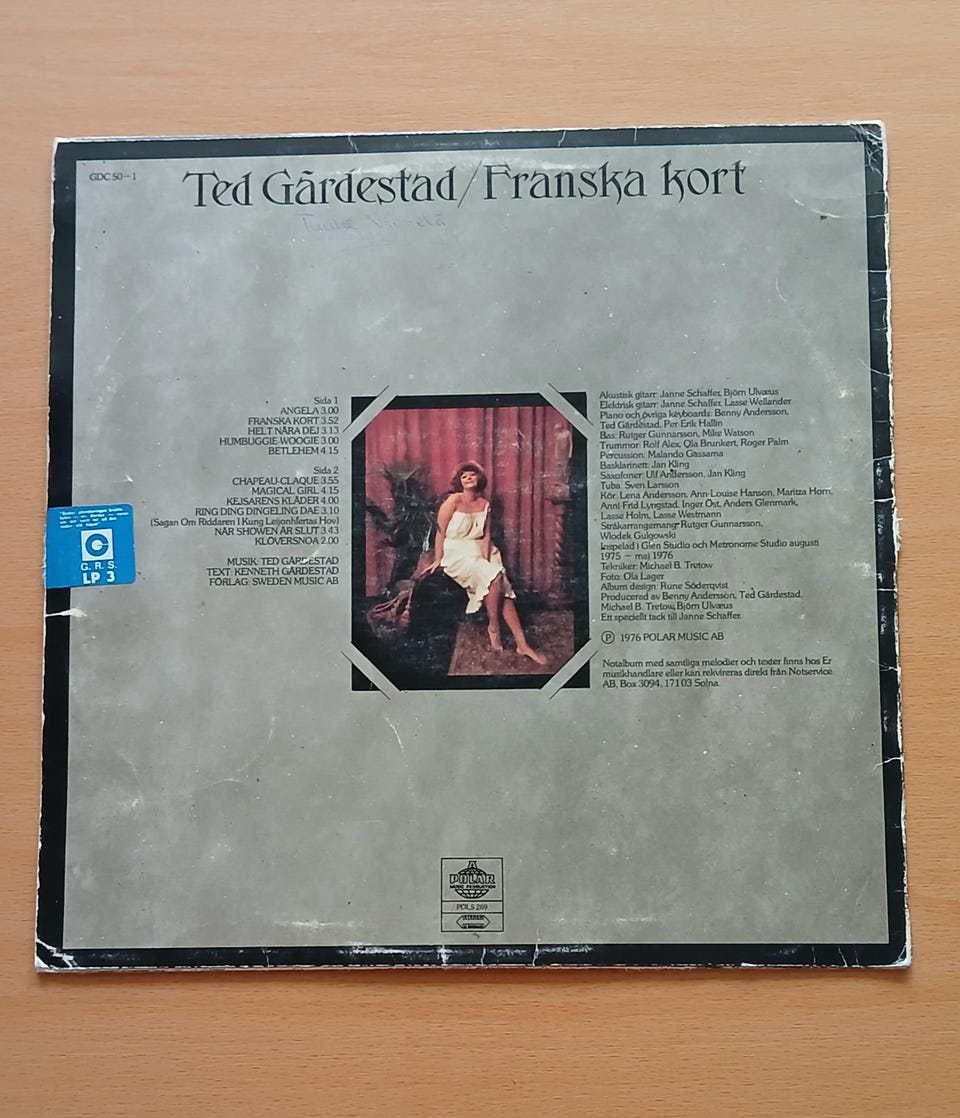 GDC 50-1
Ted Gärdestad/Franska kort
Side 1
ANGELA 3.00
FRANSKA KORT 3.52
HELT NÄRA DEJ 3.13
HUMBUGGIE-WOOGIE 3.00
BETLEHEM 4.15
Side 2
CHAPEAU-CLAQUE 3.55
MAGICAL GIRL 4.15
KEJSARENS KLÄDER 4.00
RING DING DINGELING DAE 3.10
(Sagan Om Riddaren I Kung Leijonhiertas Hov)
NÄR SHOWEN ÄR SLUT 3.43
KLÖVERSNOA 2.00
MUSIK: TED GÄRDESTAD
TEXT: KENNETH GÄRDESTAD
FÖRLAG: SWEDEN MUSIC AB
G. R. S.
LP 3
Akustisk gitarr: Janne Schaffer, Björn Ulvæus
Elektrisk gitarr: Janne Schaffer, Lasse Wellander
Piano och övriga keyboards: Benny Andersson,
Ted Gärdestad, Per-Erik Hallin
Bas: Rutger Gunnarsson, Mike Watson
Trummor: Rolf Alex, Ola Brunkert, Roger Palm
Percussion: Malando Gassama
Basklarinett: Jan Kling
Saxofoner: Ulf Andersson, Jan Kling
Tuba: Sven Larsson
Kör: Lena Andersson, Ann-Louise Hanson, Maritza Horn,
Anni Frid Lyngstad, Inger Öst, Anders Glenmark,
Lasse Holm, Lasse Westmann
Stråkarrangemang: Rutger Gunnarsson,
Wlodek Gulgowski
Inspelad i Glen Studio och Metronome Studio augusti
1975 – maj 1976
Tekniker: Michael B. Tretow
Foto: Ola Lager
Album design: Rune Söderqvist
Producerad av Benny Andersson, Ted Gärdestad,
Michael B. Tretow, Björn Ulvæus
Ett speciellt tack till Janne Schaffer.
Ⓟ 1976 POLAR MUSIC AB
Notalbum med samtliga melodier och texter finns hos Er
musikhandlare eller kan rekvireras direkt från Notservice
AB, Box 3094, 171 03 Solna.
POLAR
MUSIC PRODUCTION
POLS 269
STEREO